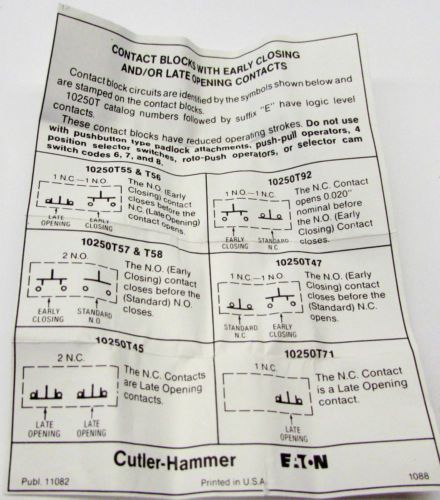 CONTACT BLOCKS WITH EARLY CLOSING
AND/OR LATE OPENING CONTACTS
Contact block circuits are identified by the symbols shown below and
are stamped on the contact blocks.
10250T catalog numbers followed by suffix "E" have logic level
contacts.
These contact blocks have reduced operating strokes. Do not use
with pushbutton type padlock attachments, push-pull operators, 4
position selector switches, roto-push operators, or selector cam
switch codes 6, 7, and 8.
10250T55 & T56
1 N.C.—1 N.O.
LATE OPENING
EARLY CLOSING
The N.O. (Early
Closing) contact
closes before the
N.C. (Late Opening)
contact opens.
10250T92
1 N.O.—1 N.C.
EARLY CLOSING
STANDARD N.C.
The N.C. Contact
opens 0.020"
nominal before
the N.O. (Early
Closing) Contact
closes.
10250T57 & T58
2 N.O.
EARLY CLOSING
STANDARD N.O.
The N.O. (Early
Closing) contact
closes before the
(Standard) N.O.
closes.
10250T47
1 N.C.—1 N.O.
STANDARD N.C.
EARLY CLOSING
The N.O. (Early
Closing) contact
closes before the
(Standard) N.C.
opens.
10250T45
2 N.C.
LATE OPENING
LATE OPENING
The N.C. Contacts
are Late Opening
contacts.
10250T71
1 N.C.
LATE OPENING
The N.C. Contact
is a Late Opening
contact.
Cutler-Hammer
EATON
Publ. 11082
Printed in U.S.A.
1088